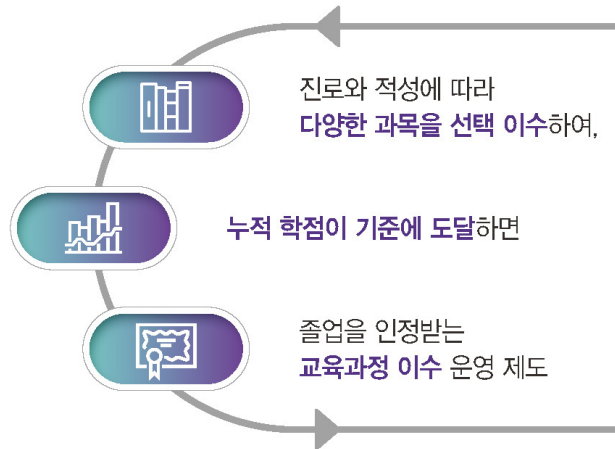 진로와 적성에 따라
다양한 과목을 선택 이수하여,
누적 학점이 기준에 도달하면
졸업을 인정받는
교육과정 이수 운영 제도